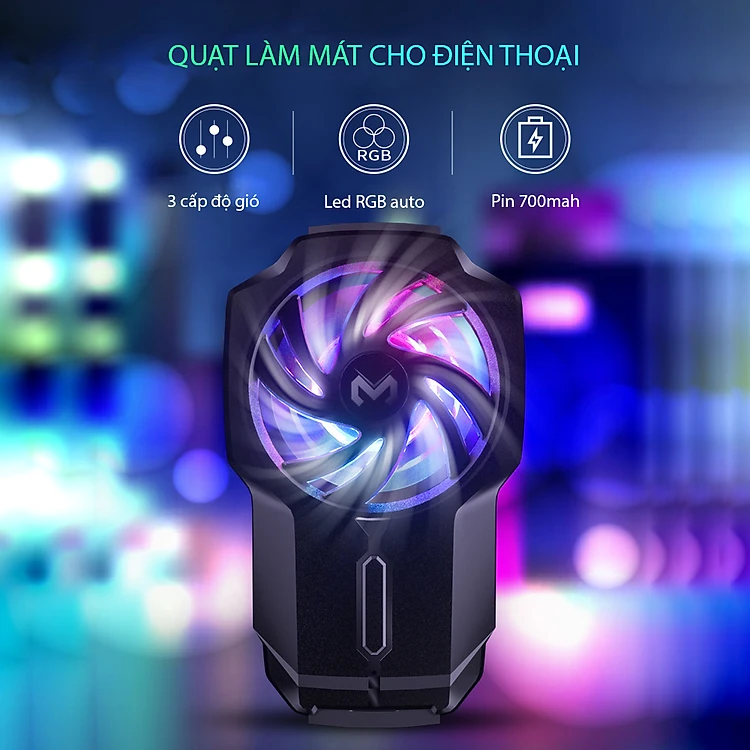 QUẠT LÀM MÁT CHO ĐIỆN THOẠI
RGB
3 cấp độ gió
Led RGB auto
Pin 700mah
M